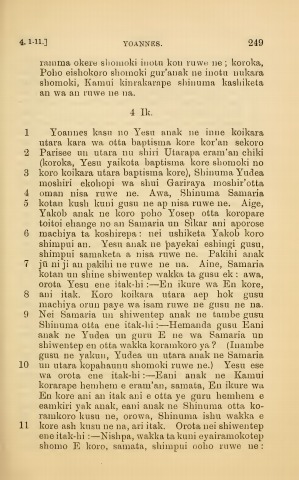 4. 1-11.] YOANNES. 249
ramma okere shomoki inotu kon ruwe ne; koroka,
Poho eishokoro shomoki gur'anak ne inotu nukara
shomoki, Kamui kinrakarape shinuma kashiketa
an wa an ruwe ne na.
4 Ik.
1 Yoannes kasu no Yesu anak ne inne koikara
utara kara wa otta baptisma kore kor'an sekoro
2 Parisee un utara nu shiri Utarapa eram'an chiki
(koroka, Yesu yaikota baptisma kore shomoki no
3 koro koikara utara baptisma kore), Shinuma Yudea
moshiri ekohopi wa shui Gariraya moshir'otta
4 oman nisa ruwe ne. Awa, Shinuma Samaria
5 kotan kush kuni gusu ne ap nisa ruwe ne. Aige,
Yakob anak ne koro poho Yosep otta koropare
toitoi ehange no an Samaria un Sikar ani aporose
6 machiya ta koshirepa: nei ushiketa Yakob koro
shimpui an. Yesu anak ne payekai eshingi gusu,
shimpui samaketa a nisa ruwe ne. Pakihi anak
7 jū ni ji an pakihi ne ruwe ne na. Aine, Samaria
kotan un shine shiwentep wakka ta gusu ek: awa,
orota Yesu ene itak-hi:—En ikure wa En kore,
8 ani itak. Koro koikara utara aep hok gusu
machiya orun paye wa isam ruwe ne gusu ne na.
9 Nei Samaria un shiwentep anak ne tambe gusu
Shinuma otta ene itak-hi:—Hemanda gusu Eani
anak ne Yudea un guru E ne wa Samaria un
shiwentep en otta wakka koramkoro ya? (Inambe
gusu ne yakun, Yudea un utara anak ne Samaria
10 un utara kopahaunu shomoki ruwe ne.) Yesu ese
wa orota ene itak-hi:—Eani anak ne Kamui
korarape hemhem e eram'an, samata, En ikure wa
En kore ani an itak ani e otta ye guru hemhem e
eamkiri yak anak, eani anak ne Shinuma otta ko-
ramkoro kusu ne, orowa, Shinuma ishu wakka e
11 kore ash kusu ne na, ari itak. Orota nei shiwentep
ene itak-hi:—Nishpa, wakka ta kuni eyairamokotep
shomo E koro, samata, shimpui ooho ruwe ne: